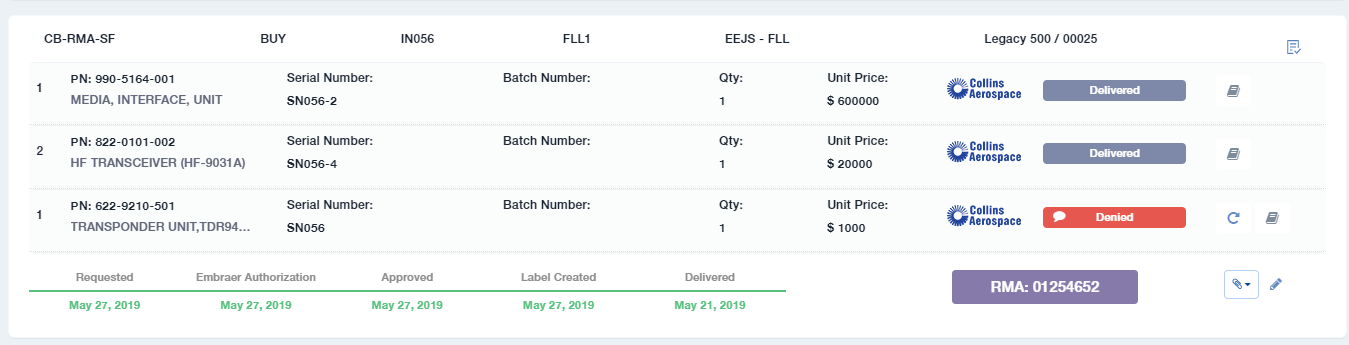 CB-RMA-SF BUY IN056 FLL1 EEJS - FLL Legacy 500 / 00025
1 PN: 990-5164-001 Serial Number: Batch Number: Qty: Unit Price: Collins Aerospace Delivered
MEDIA, INTERFACE, UNIT SN056-2 1 $ 600000
2 PN: 822-0101-002 Serial Number: Batch Number: Qty: Unit Price: Collins Aerospace Delivered
HF TRANSCEIVER (HF-9031A) SN056-4 1 $ 20000
1 PN: 622-9210-501 Serial Number: Batch Number: Qty: Unit Price: Collins Aerospace Denied
TRANSPONDER UNIT,TDR94... SN056 1 $ 1000
Requested Embraer Authorization Approved Label Created Delivered
RMA: 01254652
May 27, 2019 May 27, 2019 May 27, 2019 May 27, 2019 May 21, 2019